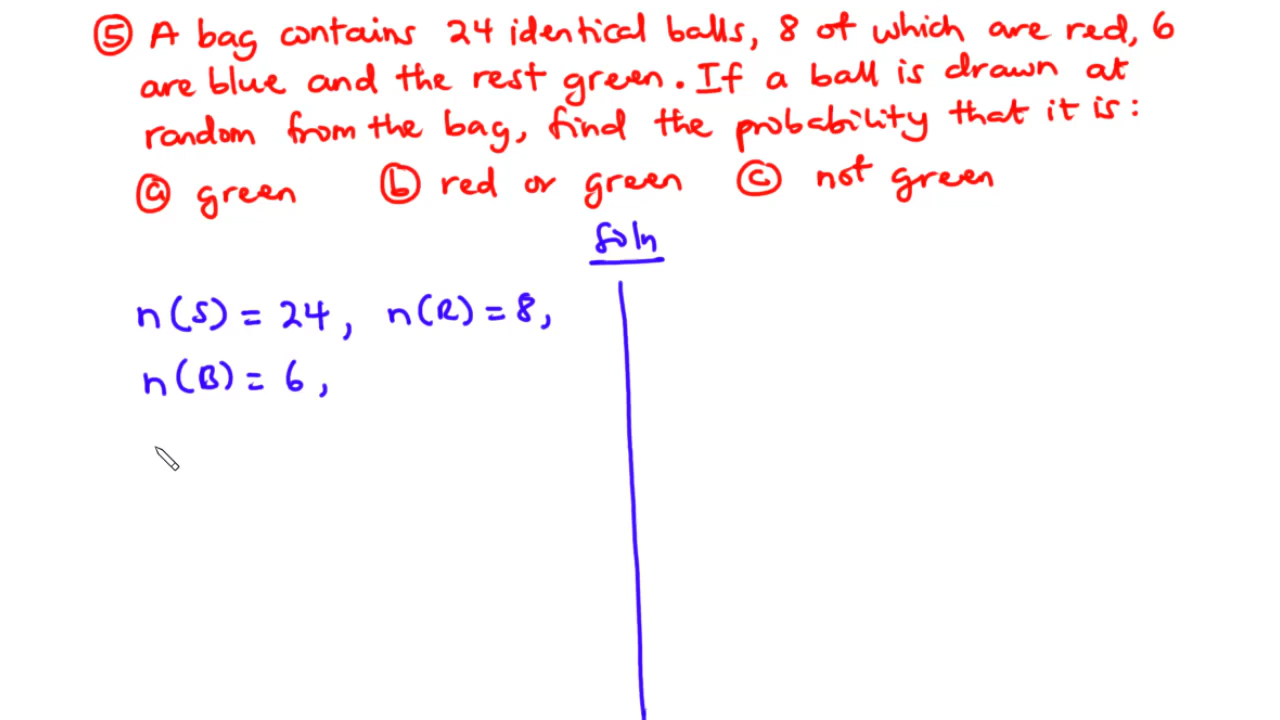 ⑤ A bag contains 24 identical balls, 8 of which are red, 6
are blue and the rest green. If a ball is drawn at
random from the bag, find the probability that it is:
ⓐ green ⓑ red or green ⓒ not green
Soln
n(S) = 24, n(R) = 8,
n(B) = 6,